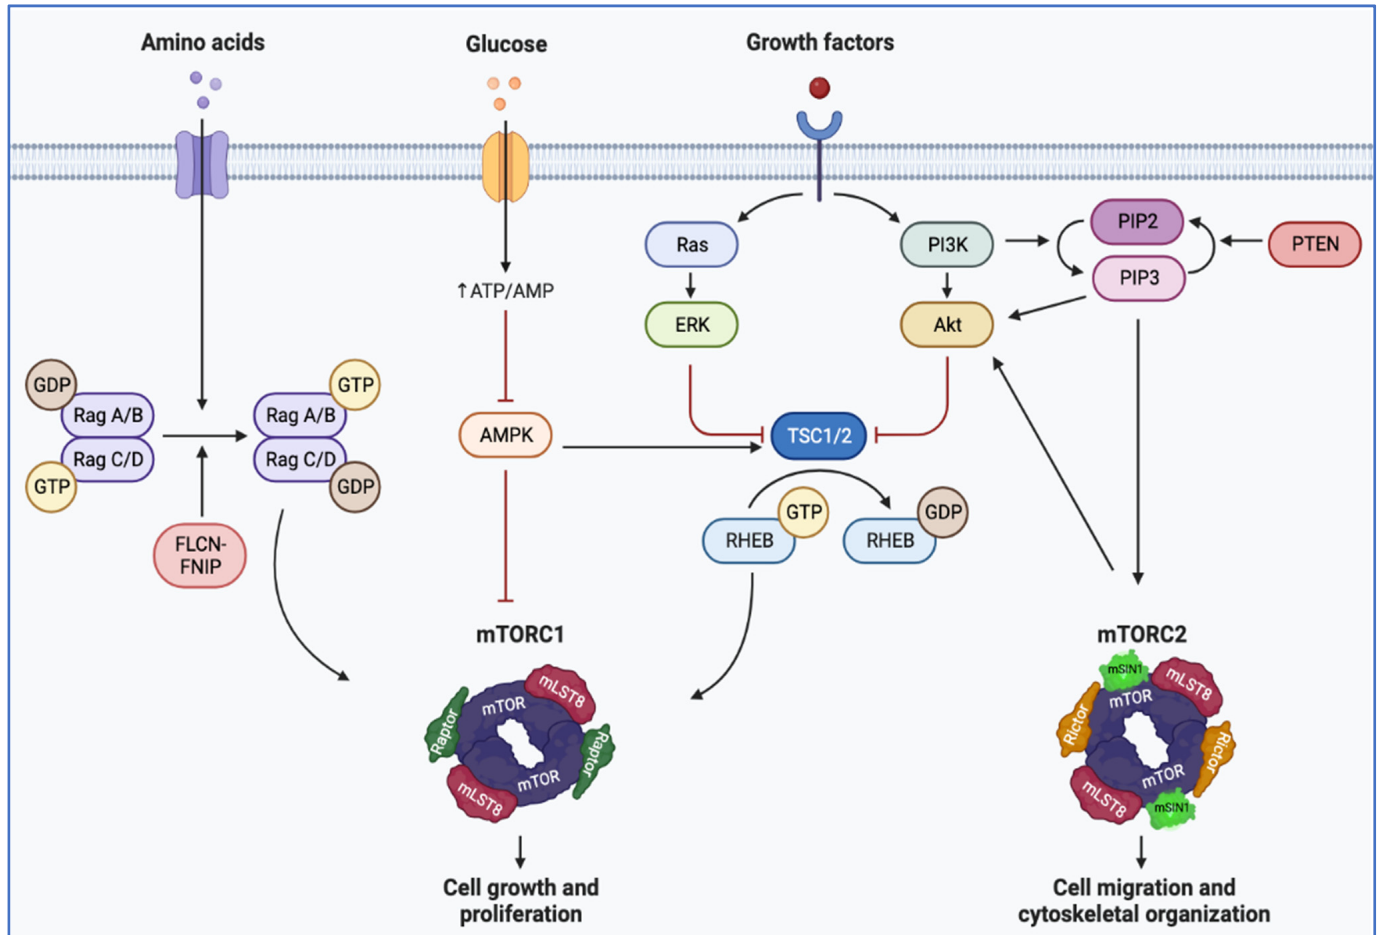 Amino acids
Glucose
Growth factors
Ras
PI3K
PIP2
PTEN
PIP3
↑ATP/AMP
ERK
Akt
GDP
Rag A/B
Rag C/D
GTP
GTP
Rag A/B
Rag C/D
GDP
FLCN-
FNIP
AMPK
TSC1/2
RHEB
GTP
RHEB
GDP
mTORC1
mTOR
mLST8
Raptor
Raptor
mTOR
mLST8
mTORC2
mSIN1
mTOR
mLST8
Rictor
Rictor
mTOR
mLST8
mSIN1
Cell growth and
proliferation
Cell migration and
cytoskeletal organization